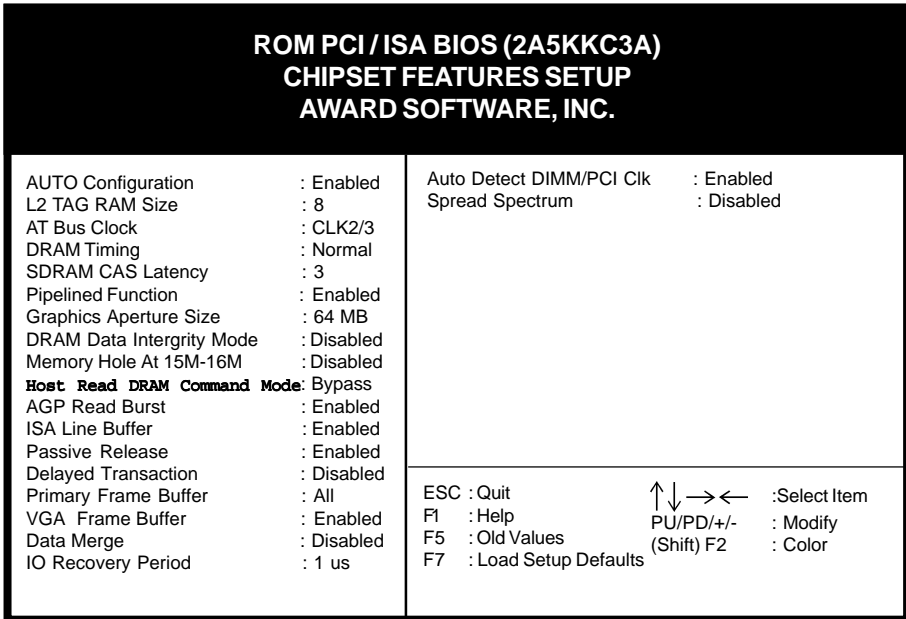 ROM PCI / ISA BIOS (2A5KKC3A)
CHIPSET FEATURES SETUP
AWARD SOFTWARE, INC.
AUTO Configuration : Enabled
L2 TAG RAM Size : 8
AT Bus Clock : CLK2/3
DRAM Timing : Normal
SDRAM CAS Latency : 3
Pipelined Function : Enabled
Graphics Aperture Size : 64 MB
DRAM Data Intergrity Mode : Disabled
Memory Hole At 15M-16M : Disabled
Host Read DRAM Command Mode: Bypass
AGP Read Burst : Enabled
ISA Line Buffer : Enabled
Passive Release : Enabled
Delayed Transaction : Disabled
Primary Frame Buffer : All
VGA Frame Buffer : Enabled
Data Merge : Disabled
IO Recovery Period : 1 us
Auto Detect DIMM/PCI Clk : Enabled
Spread Spectrum : Disabled
ESC : Quit ↑↓→← :Select Item
F1 : Help PU/PD/+/- : Modify
F5 : Old Values (Shift) F2 : Color
F7 : Load Setup Defaults